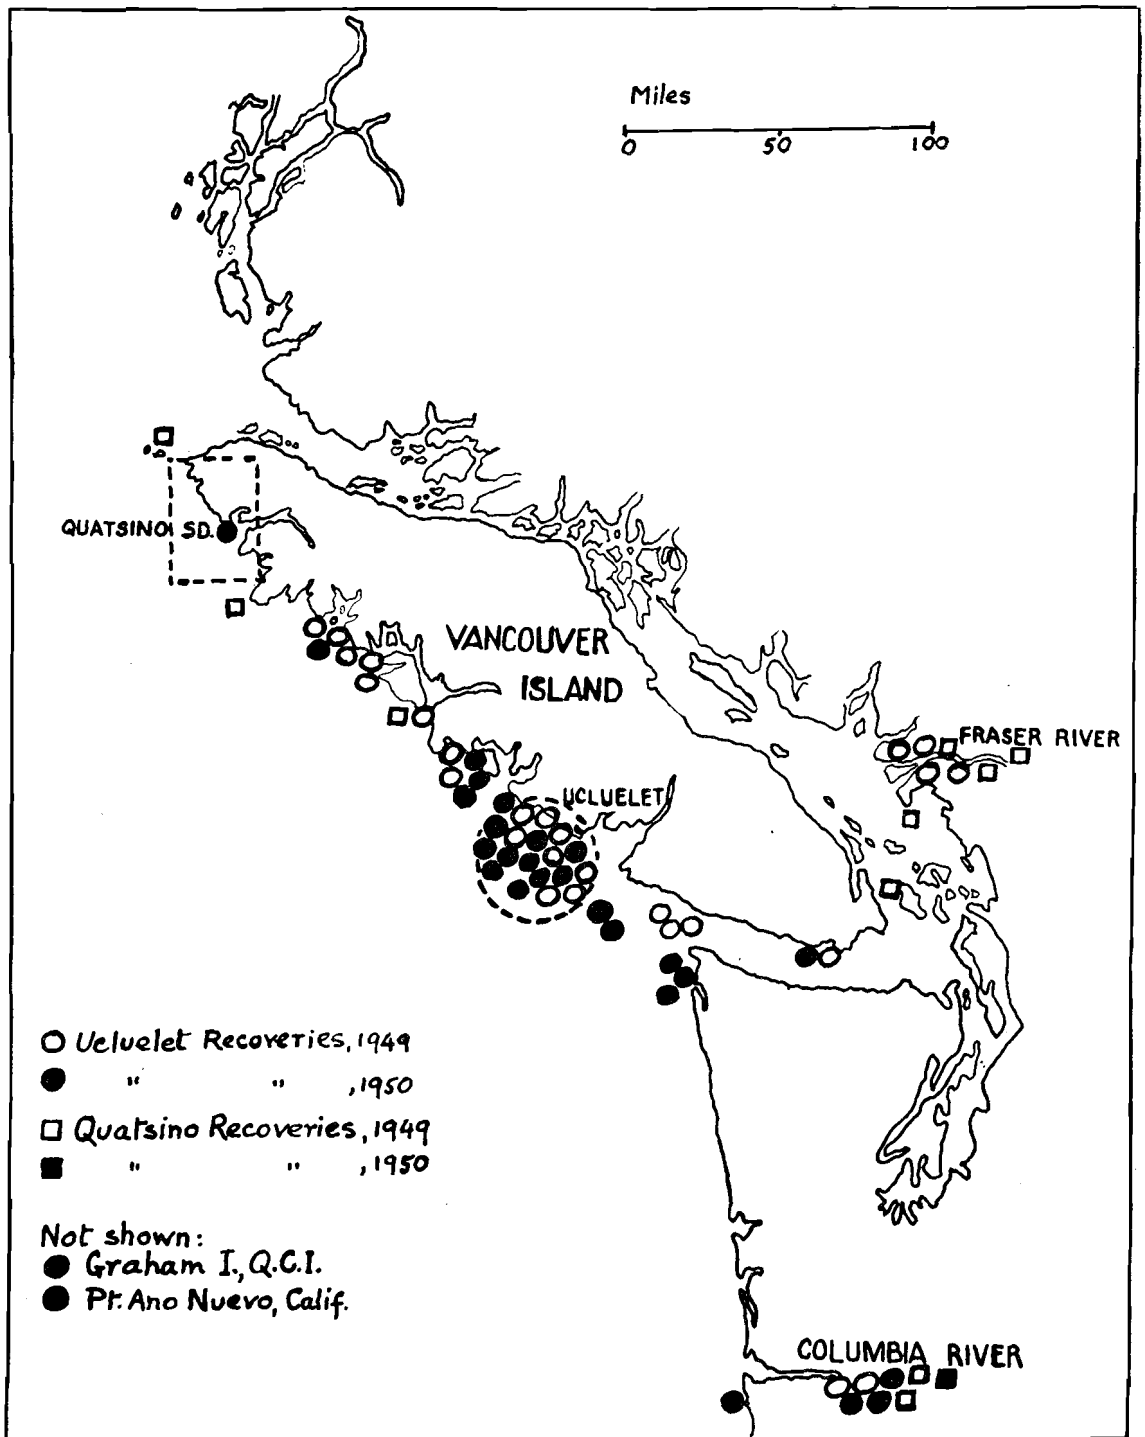 Miles
0 50 100
QUATSINO SD.
VANCOUVER
ISLAND
FRASER RIVER
UCLUELET
Ucluelet Recoveries, 1949
" " , 1950
Quatsino Recoveries, 1949
" " , 1950
Not shown:
Graham I., Q.C.I.
Pt. Ano Nuevo, Calif.
COLUMBIA RIVER